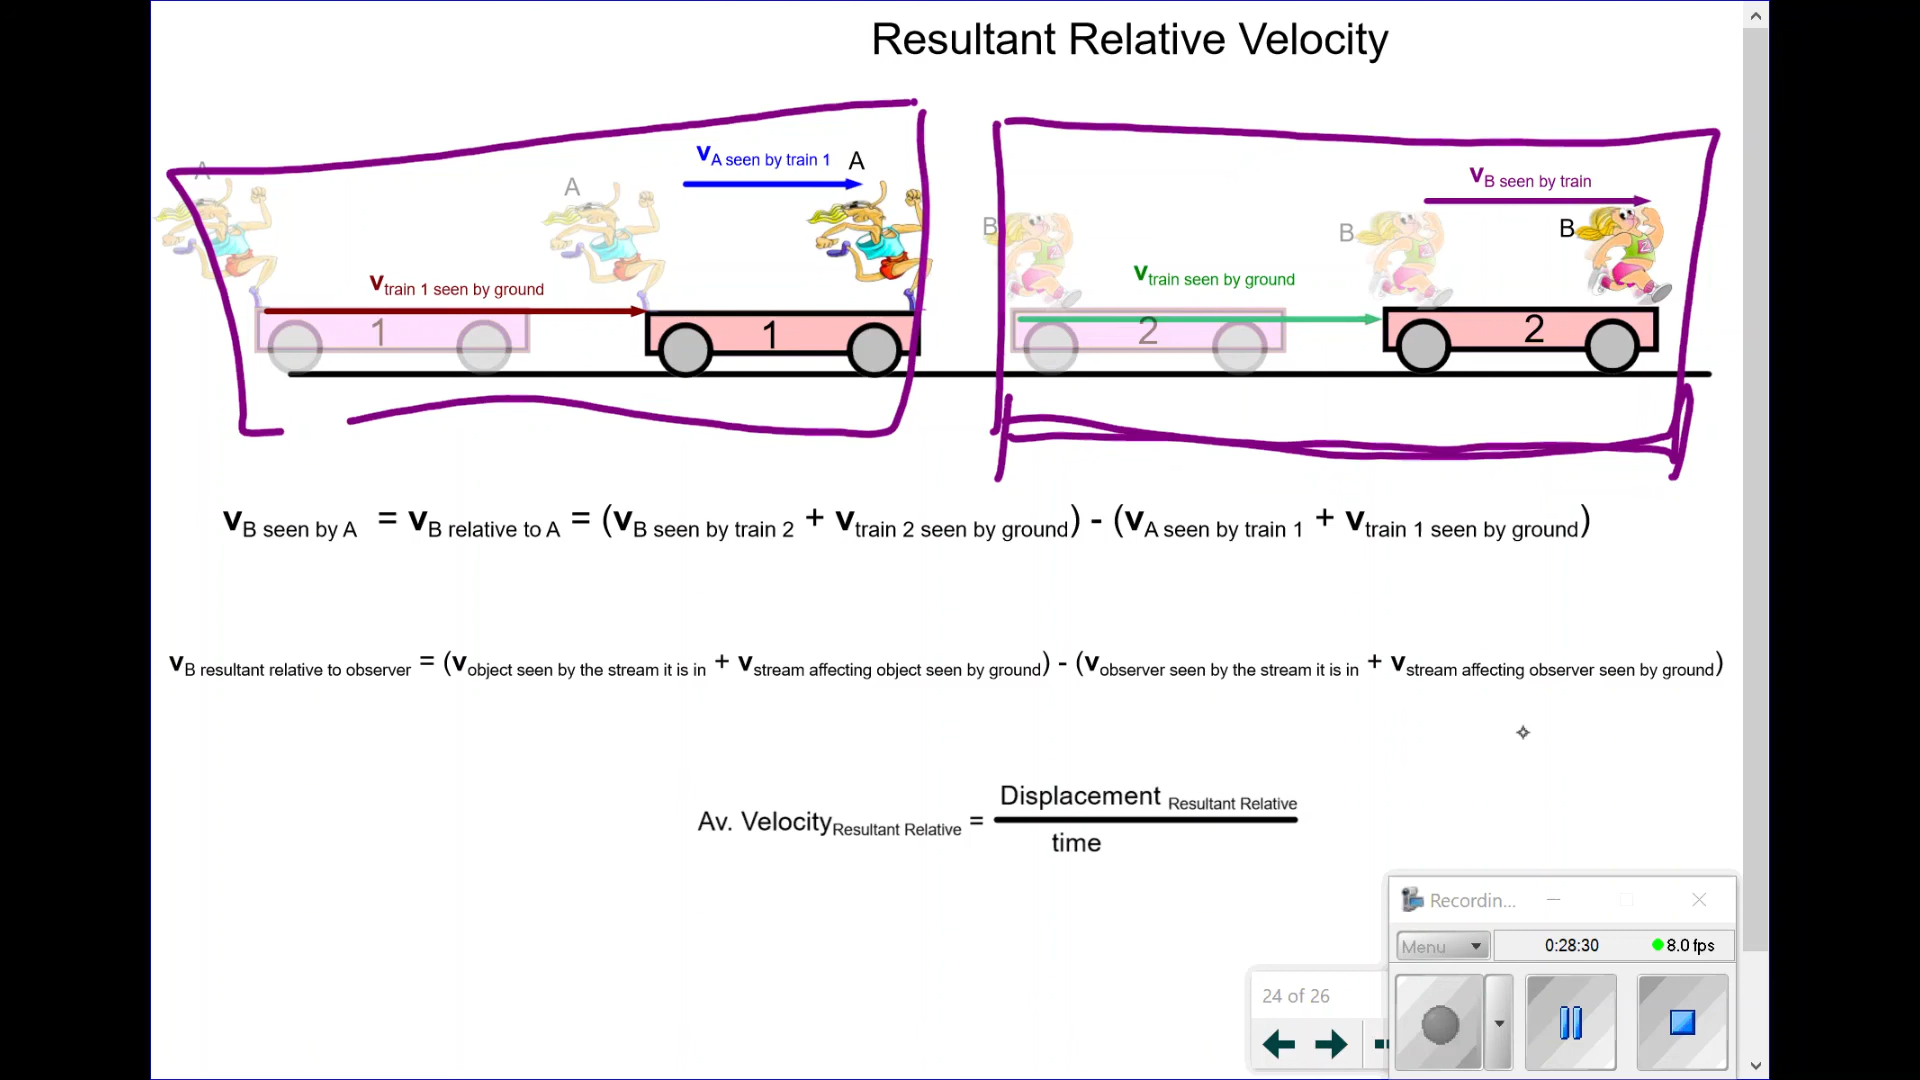 Resultant Relative Velocity
A
A
vA seen by train 1
A
vtrain 1 seen by ground
1
1
B
vtrain seen by ground
2
B
vB seen by train
B
2
vB seen by A = vB relative to A = (vB seen by train 2 + vtrain 2 seen by ground) - (vA seen by train 1 + vtrain 1 seen by ground)
vB resultant relative to observer = (vobject seen by the stream it is in + vstream affecting object seen by ground) - (vobserver seen by the stream it is in + vstream affecting observer seen by ground)
Displacement Resultant Relative
Av. VelocityResultant Relative =
time
Recordin...
Menu
0:28:30
8.0 fps
24 of 26